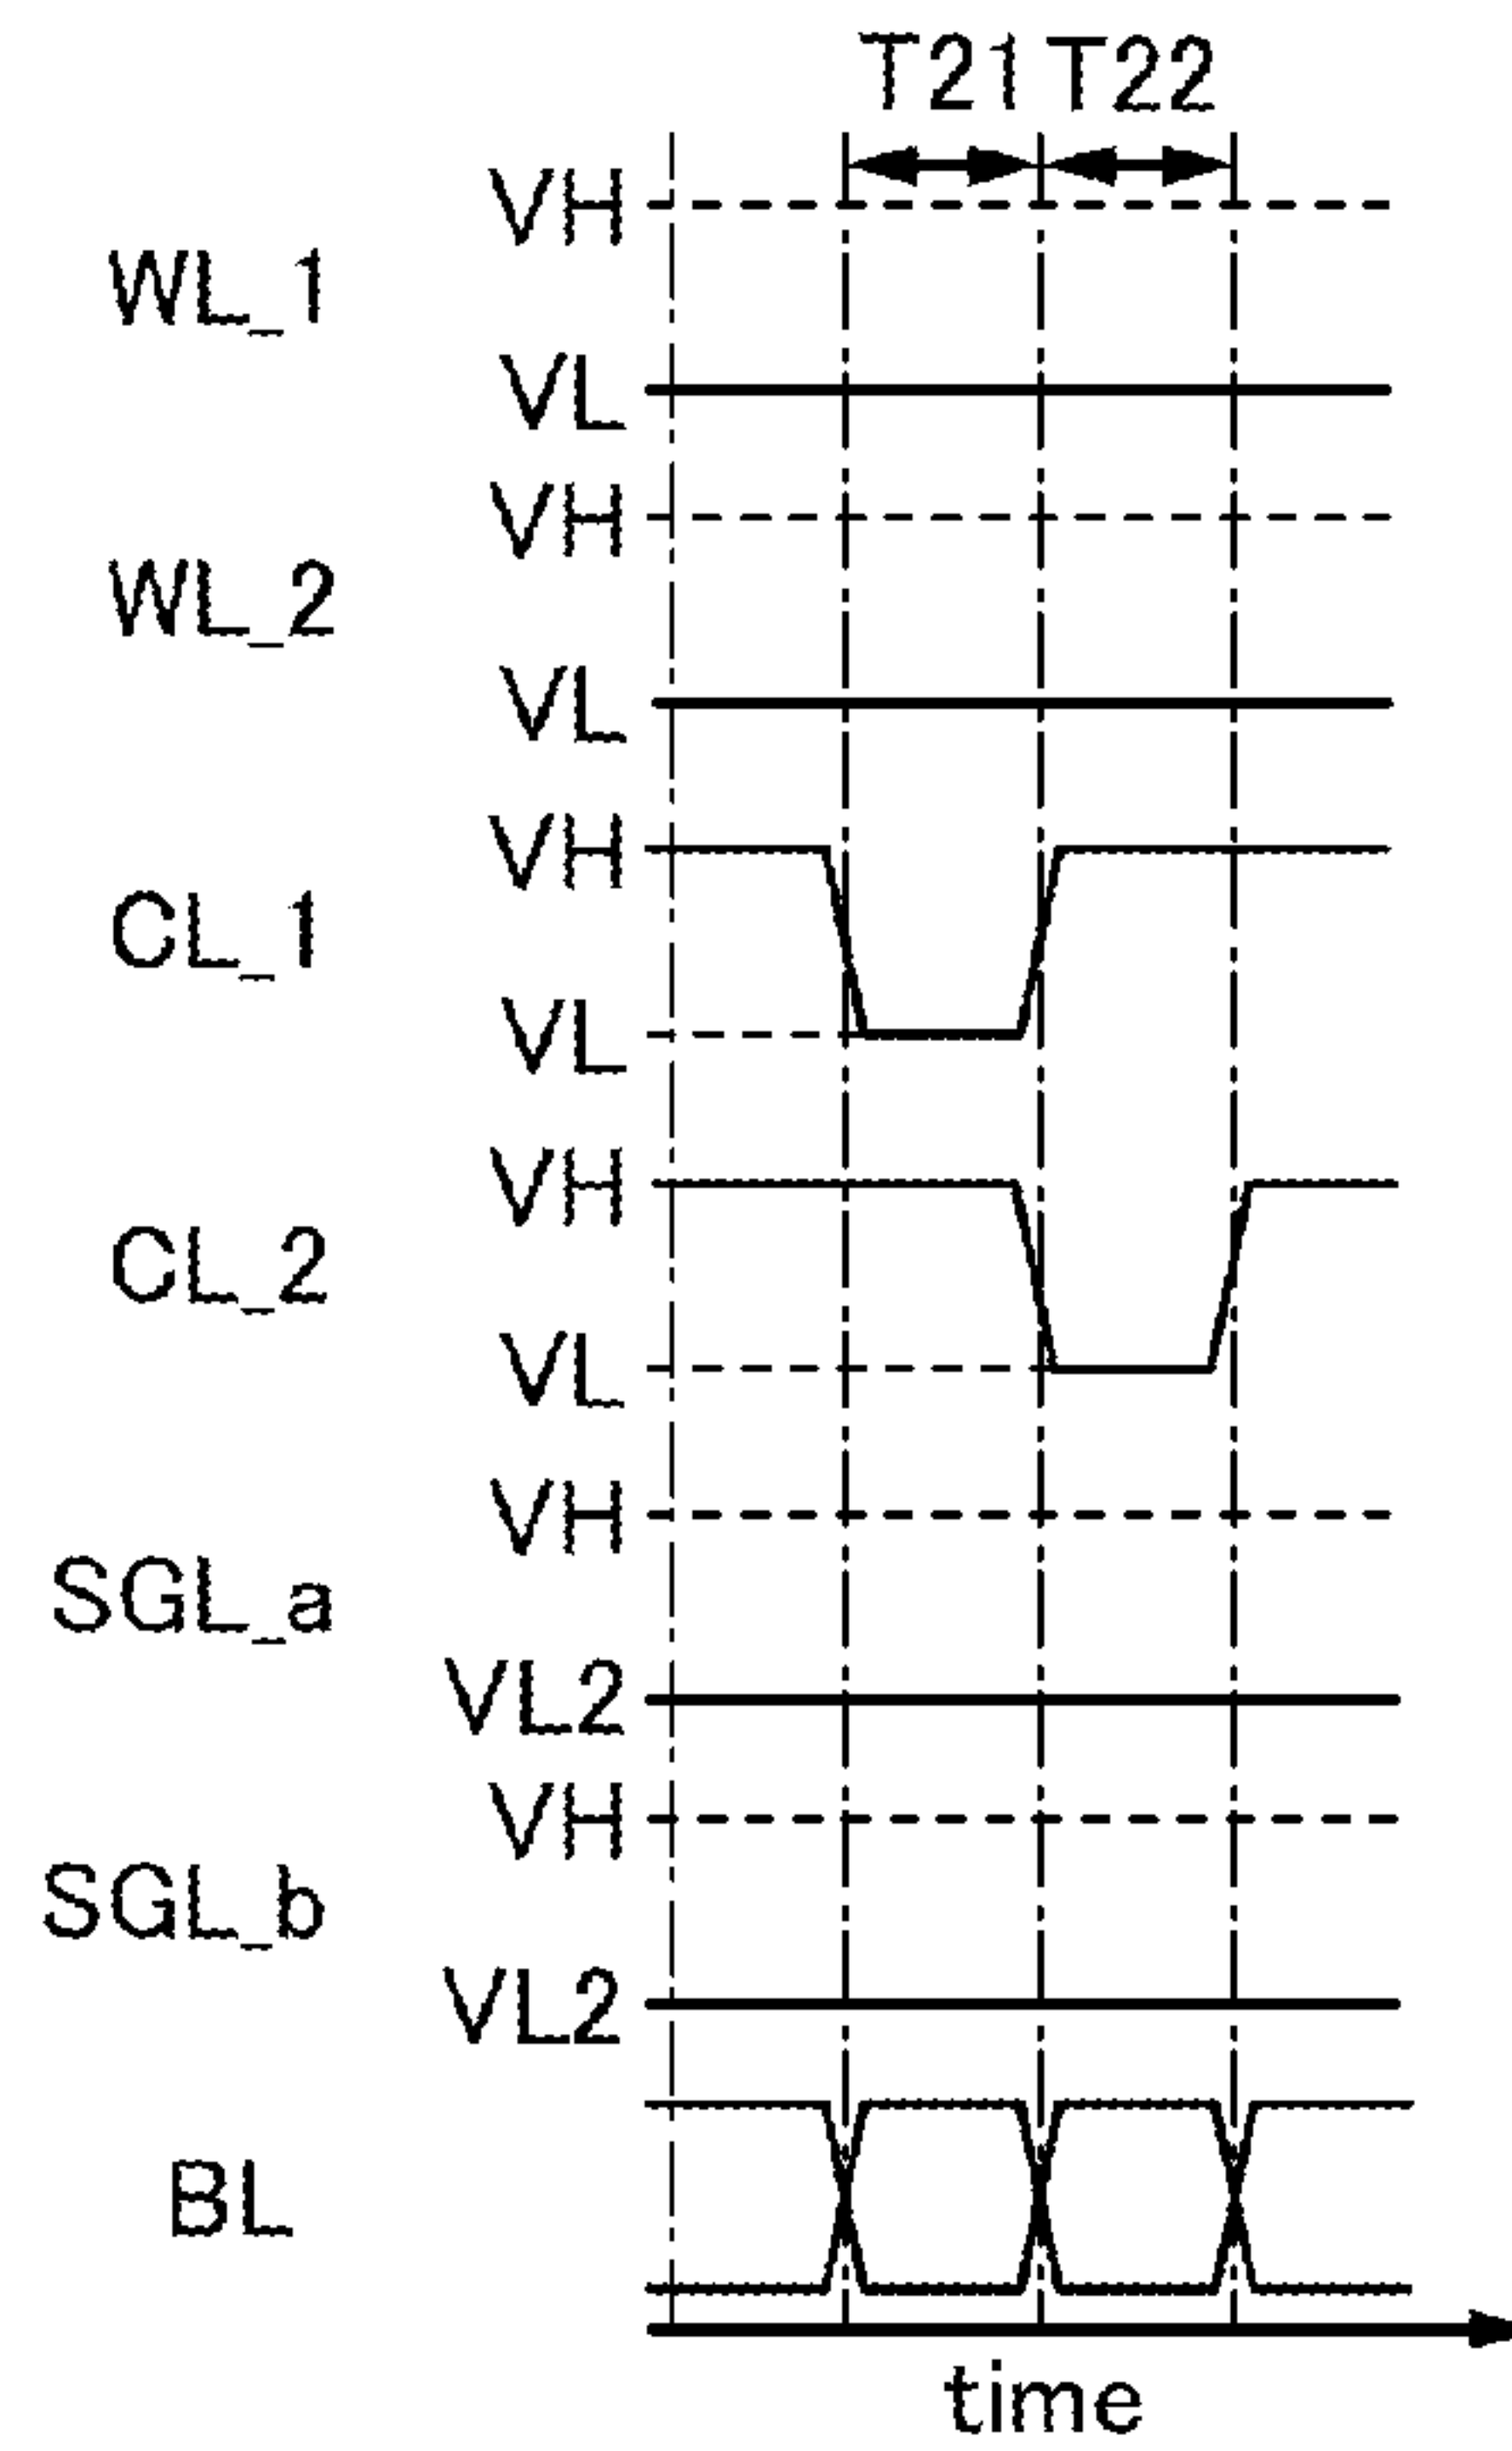 T21 T22
VH
WL_1
VL
VH
WL_2
VL
VH
CL_1
VL
VH
CL_2
VL
VH
SGL_a
VL2
VH
SGL_b
VL2
BL
time